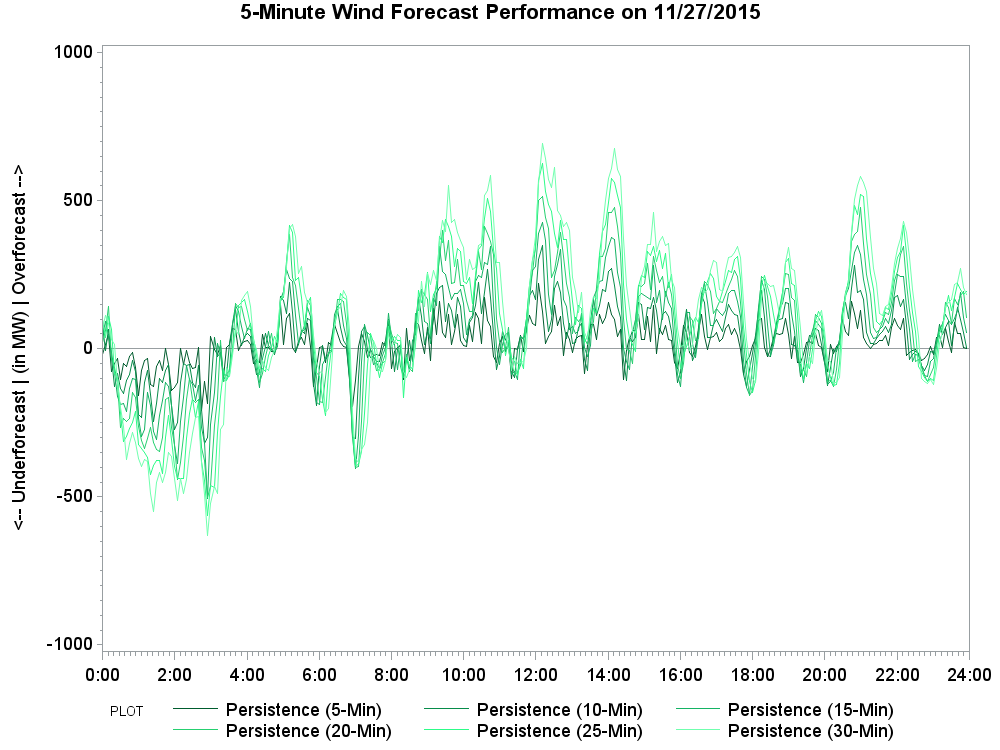 5-Minute Wind Forecast Performance on 11/27/2015
<-- Underforecast | (in MW) | Overforecast -->
1000
500
0
-500
-1000
0:00 2:00 4:00 6:00 8:00 10:00 12:00 14:00 16:00 18:00 20:00 22:00 24:00
PLOT Persistence (5-Min) Persistence (10-Min) Persistence (15-Min)
Persistence (20-Min) Persistence (25-Min) Persistence (30-Min)